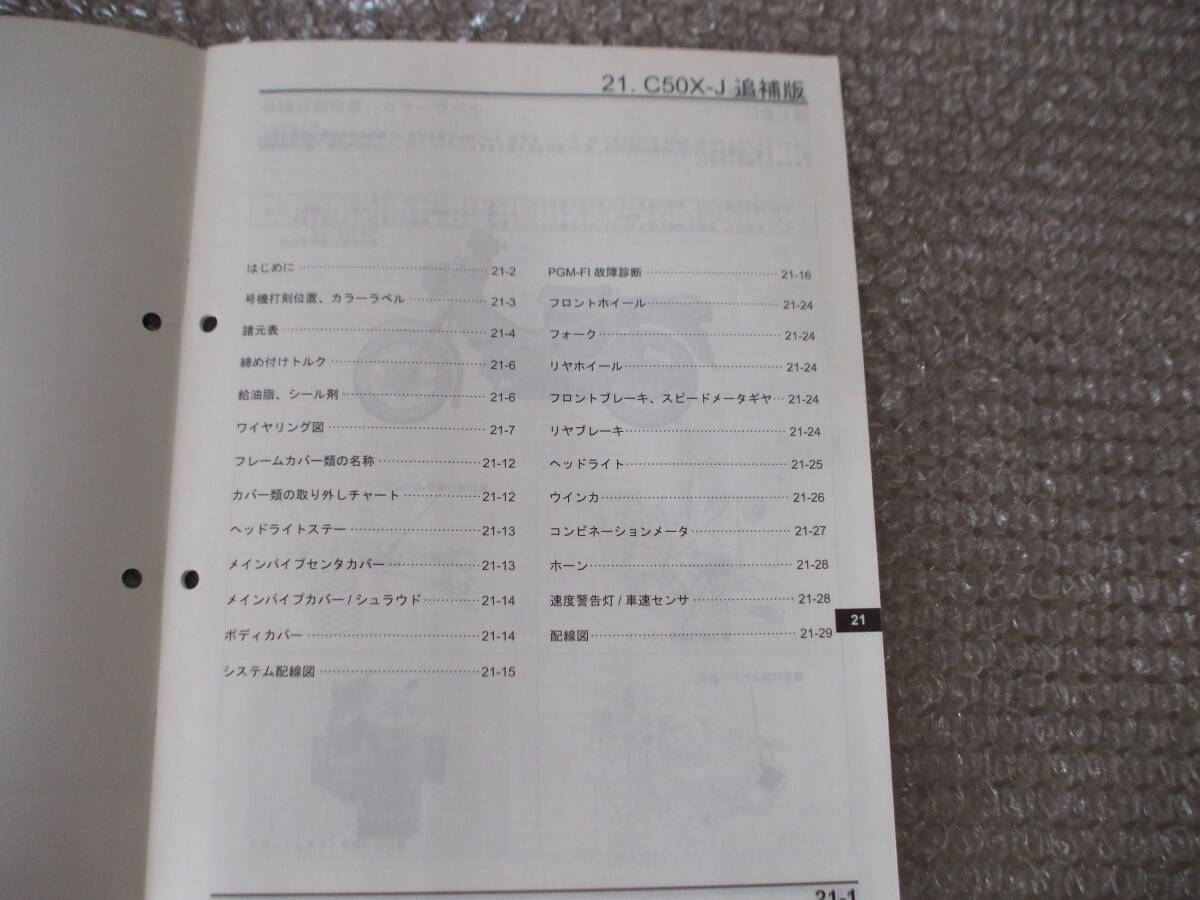 21. C50X-J 追補版
はじめに ………… 21-2
号機打刻位置、カラーラベル ………… 21-3
諸元表 ………… 21-4
締め付けトルク ………… 21-6
給油脂、シール剤 ………… 21-6
ワイヤリング図 ………… 21-7
フレームカバー類の名称 ………… 21-12
カバー類の取り外しチャート ………… 21-12
ヘッドライトステー ………… 21-13
メインパイプセンタカバー ………… 21-13
メインパイプカバー / シュラウド ………… 21-14
ボディカバー ………… 21-14
システム配線図 ………… 21-15
PGM-FI 故障診断 ………… 21-16
フロントホイール ………… 21-24
フォーク ………… 21-24
リヤホイール ………… 21-24
フロントブレーキ、スピードメータギヤ … 21-24
リヤブレーキ ………… 21-24
ヘッドライト ………… 21-25
ウインカ ………… 21-26
コンビネーションメータ ………… 21-27
ホーン ………… 21-28
速度警告灯 / 車速センサ ………… 21-28
配線図 ………… 21-29
21
21-1